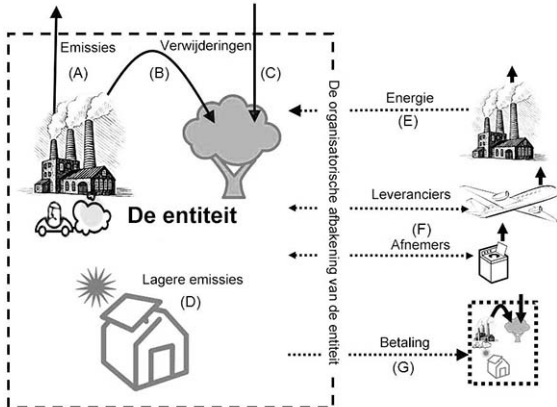 Emissies
Verwijderingen
(A)
(B)
(C)
De organisatorische afbakening van de entiteit
Energie
(E)
De entiteit
Leveranciers
(F)
Afnemers
Lagere emissies
(D)
Betaling
(G)